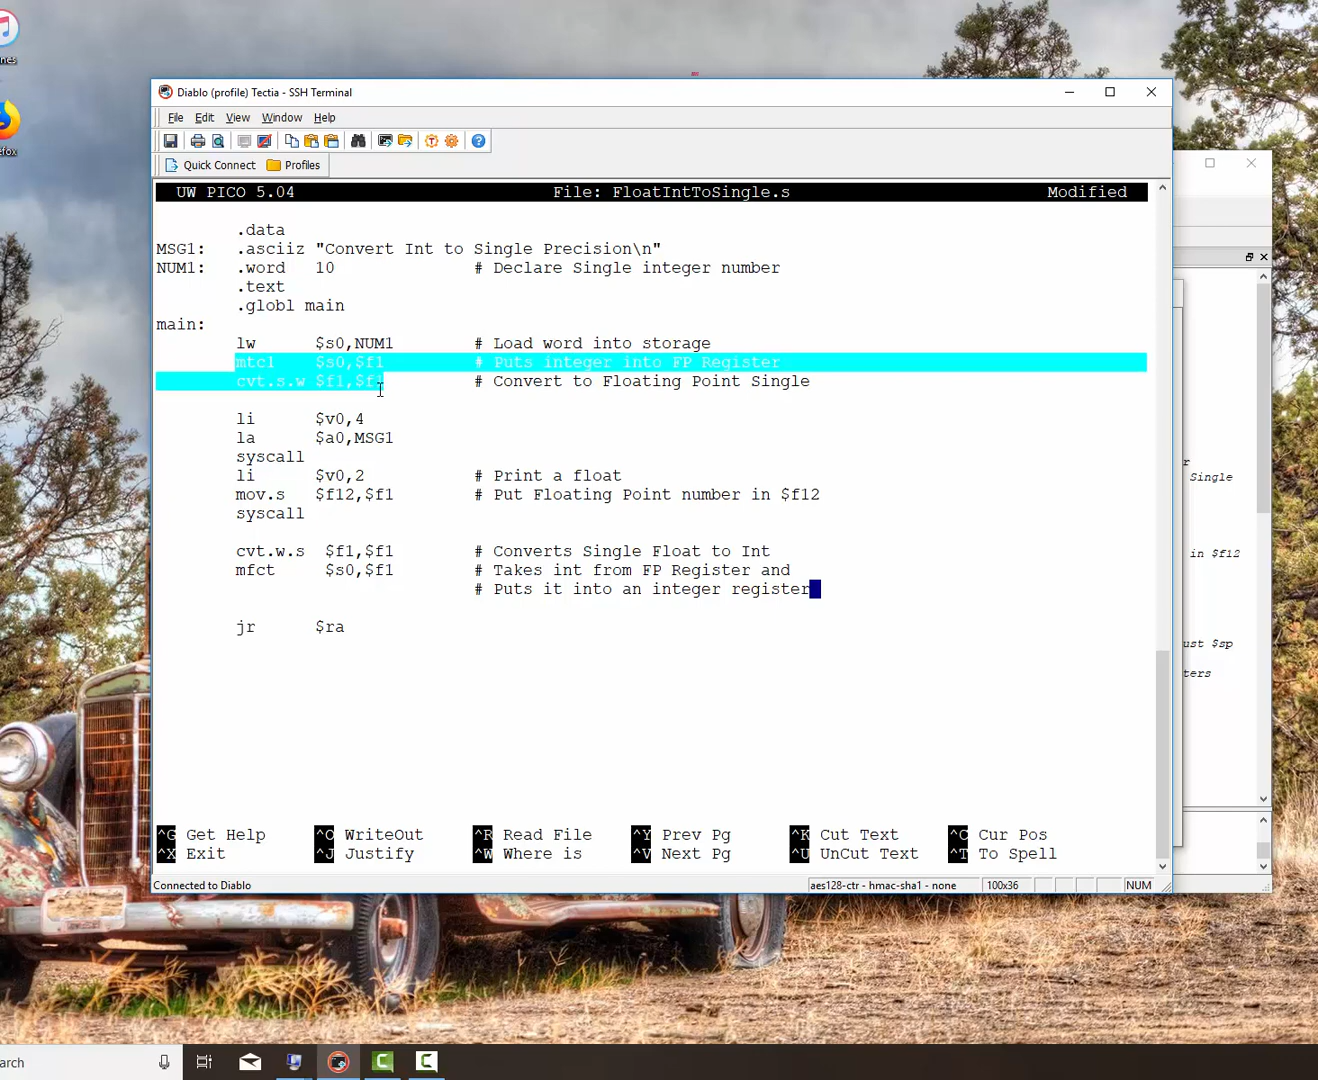 nes
efox
Diablo (profile) Tectia - SSH Terminal
File Edit View Window Help
Quick Connect Profiles
UW PICO 5.04 File: FloatIntToSingle.s Modified
.data
MSG1: .asciiz "Convert Int to Single Precision\n"
NUM1: .word 10 # Declare Single integer number
.text
.globl main
main:
lw $s0,NUM1 # Load word into storage
mtc1 $s0,$f1 # Puts integer into FP Register
cvt.s.w $f1,$f1 # Convert to Floating Point Single
li $v0,4
la $a0,MSG1
syscall
li $v0,2 # Print a float
mov.s $f12,$f1 # Put Floating Point number in $f12
syscall
cvt.w.s $f1,$f1 # Converts Single Float to Int
mfct $s0,$f1 # Takes int from FP Register and
# Puts it into an integer register
jr $ra
^G Get Help ^O WriteOut ^R Read File ^Y Prev Pg ^K Cut Text ^C Cur Pos
^X Exit ^J Justify ^W Where is ^V Next Pg ^U UnCut Text ^T To Spell
Connected to Diablo aes128-ctr - hmac-sha1 - none 100x36 NUM
r
Single
in $f12
ust $sp
ters
arch